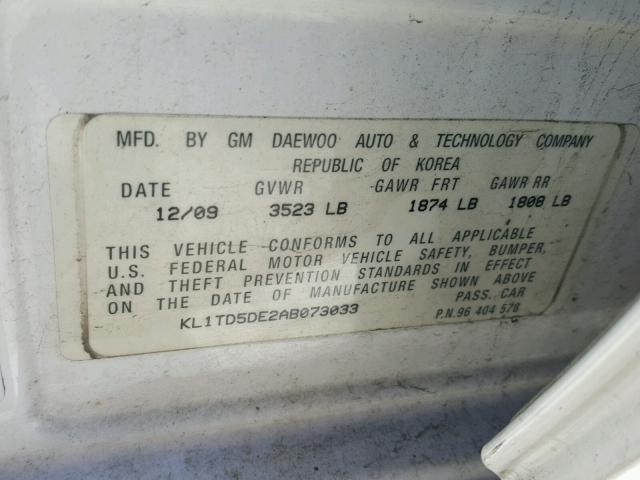 MFD. BY GM DAEWOO AUTO & TECHNOLOGY COMPANY
REPUBLIC OF KOREA
DATE GVWR GAWR FRT GAWR RR
12/09 3523 LB 1874 LB 1808 LB
THIS VEHICLE CONFORMS TO ALL APPLICABLE
U.S. FEDERAL MOTOR VEHICLE SAFETY, BUMPER,
AND THEFT PREVENTION STANDARDS IN EFFECT
ON THE DATE OF MANUFACTURE SHOWN ABOVE
KL1TD5DE2AB073033 PASS. CAR
P.N.96 404 578